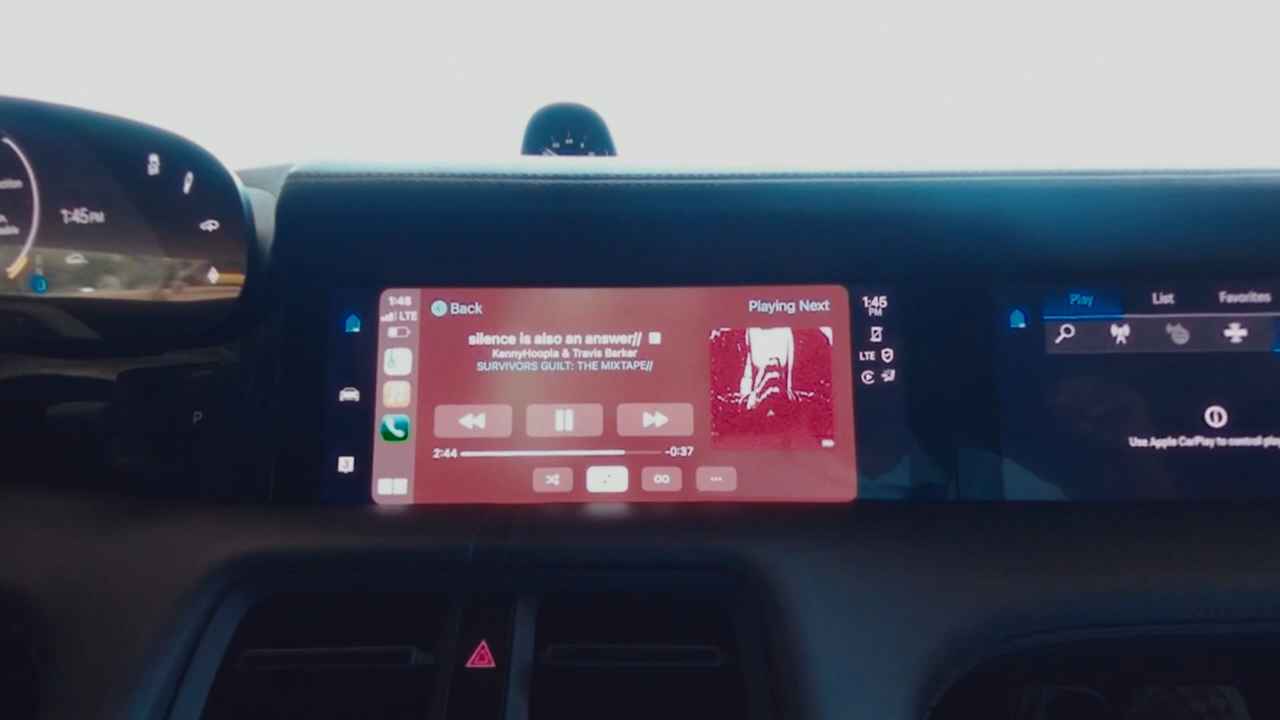 1:45 PM
P
1:45
LTE
Back
Playing Next
silence is also an answer//
KennyHoopla & Travis Barker
SURVIVORS GUILT: THE MIXTAPE//
2:44
-0:37
3
1:45
PM
LTE
Play
List
Favorites
Use Apple CarPlay to control